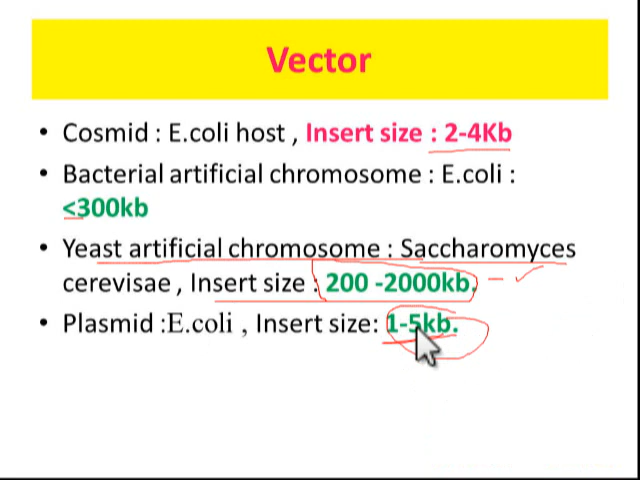 Vector
• Cosmid : E.coli host , Insert size : 2-4Kb
• Bacterial artificial chromosome : E.coli :
<300kb
• Yeast artificial chromosome : Saccharomyces
cerevisae , Insert size : 200 -2000kb.
• Plasmid :E.coli , Insert size: 1-5kb.